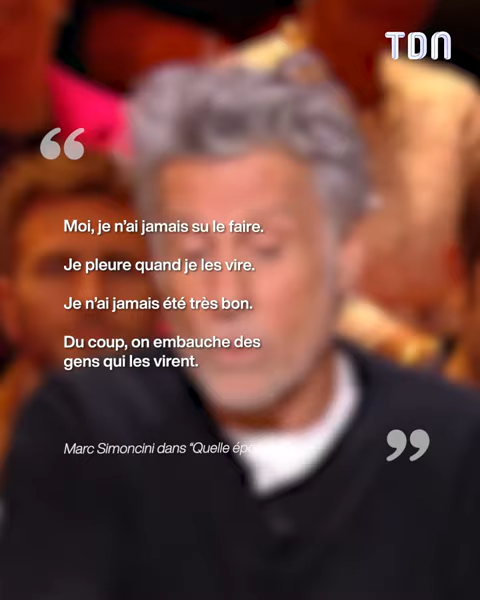 TDN
“
Moi, je n'ai jamais su le faire.
Je pleure quand je les vire.
Je n'ai jamais été très bon.
Du coup, on embauche des
gens qui les virent.
Marc Simoncini dans "Quelle
”